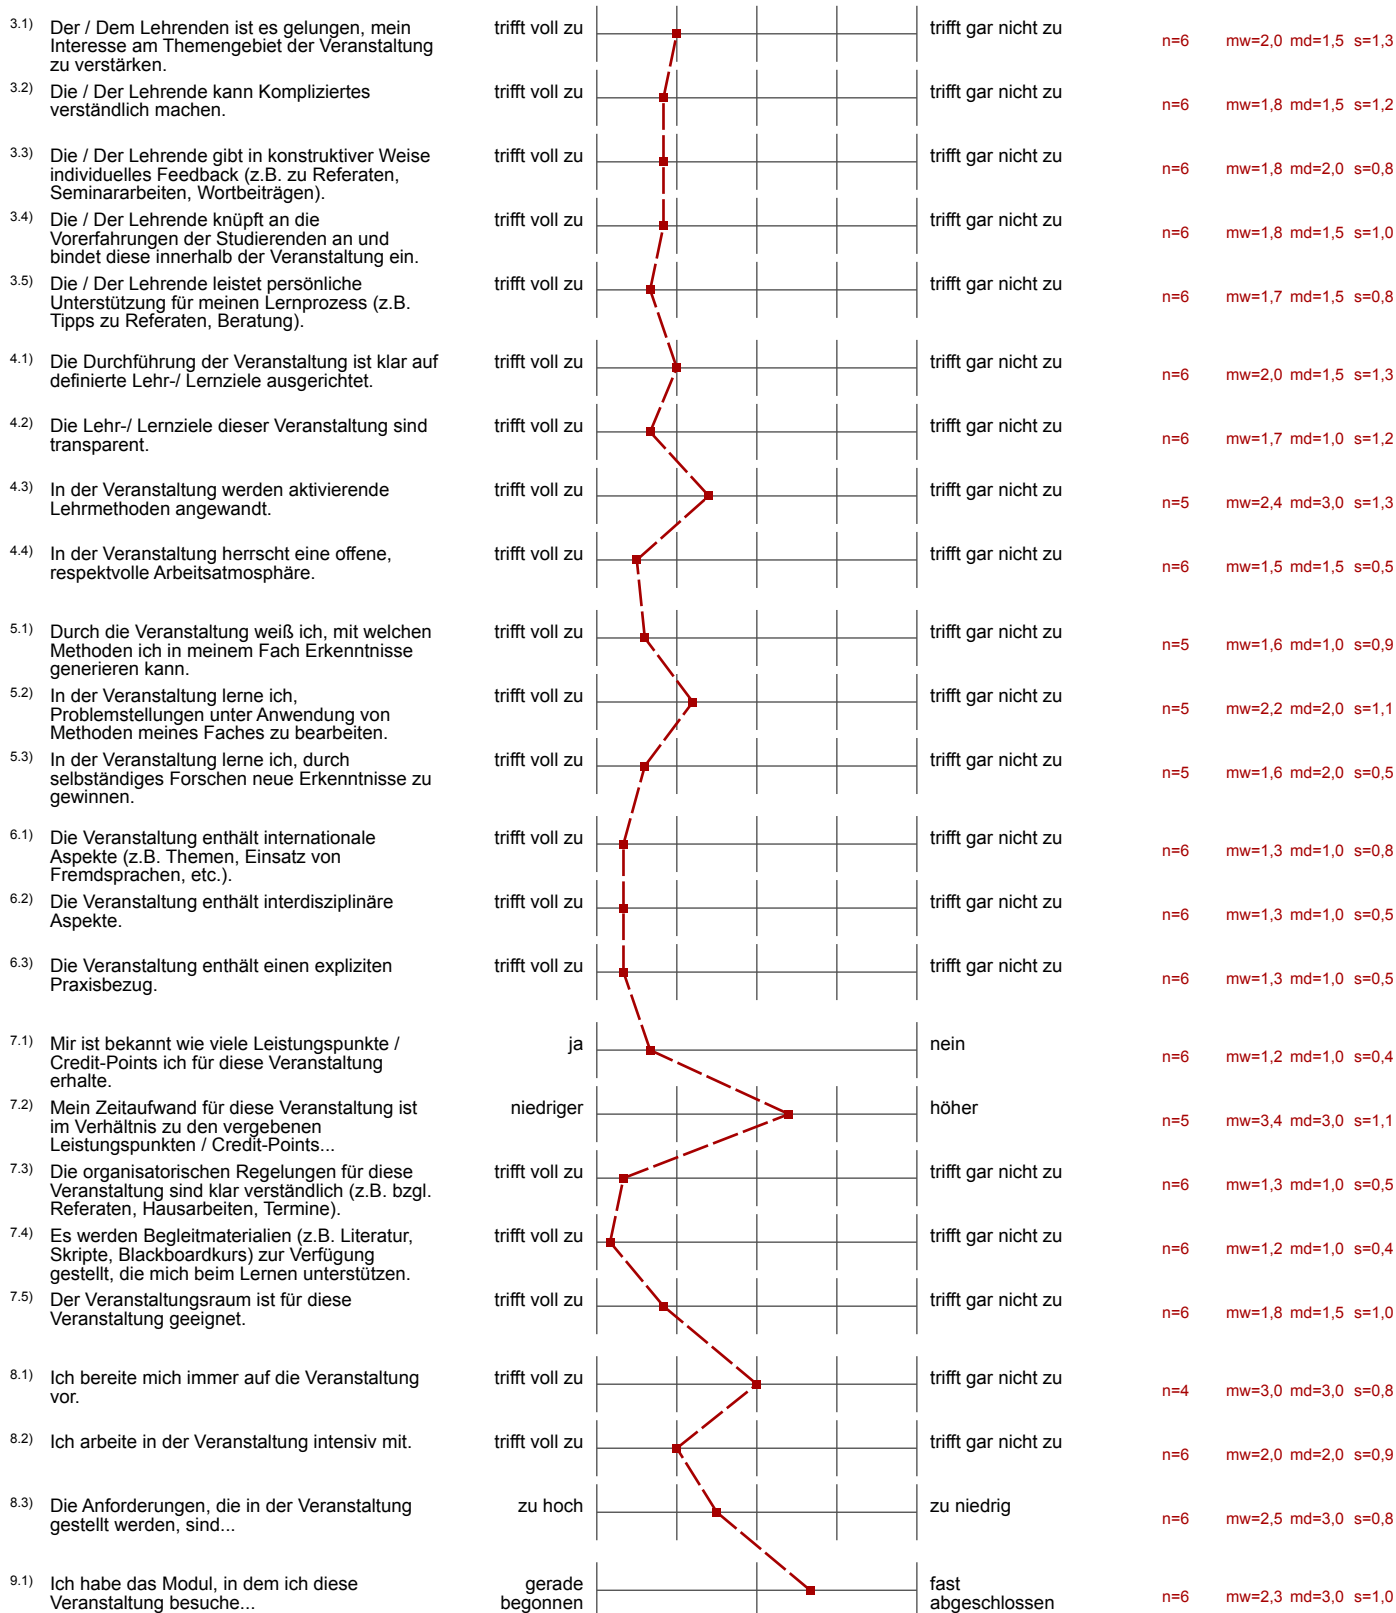 3.1) Der / Dem Lehrenden ist es gelungen, mein
Interesse am Themengebiet der Veranstaltung
zu verstärken.
trifft voll zu
trifft gar nicht zu
n=6 mw=2,0 md=1,5 s=1,3
3.2) Die / Der Lehrende kann Kompliziertes
verständlich machen.
trifft voll zu
trifft gar nicht zu
n=6 mw=1,8 md=1,5 s=1,2
3.3) Die / Der Lehrende gibt in konstruktiver Weise
individuelles Feedback (z.B. zu Referaten,
Seminararbeiten, Wortbeiträgen).
trifft voll zu
trifft gar nicht zu
n=6 mw=1,8 md=2,0 s=0,8
3.4) Die / Der Lehrende knüpft an die
Vorerfahrungen der Studierenden an und
bindet diese innerhalb der Veranstaltung ein.
trifft voll zu
trifft gar nicht zu
n=6 mw=1,8 md=1,5 s=1,0
3.5) Die / Der Lehrende leistet persönliche
Unterstützung für meinen Lernprozess (z.B.
Tipps zu Referaten, Beratung).
trifft voll zu
trifft gar nicht zu
n=6 mw=1,7 md=1,5 s=0,8
4.1) Die Durchführung der Veranstaltung ist klar auf
definierte Lehr-/ Lernziele ausgerichtet.
trifft voll zu
trifft gar nicht zu
n=6 mw=2,0 md=1,5 s=1,3
4.2) Die Lehr-/ Lernziele dieser Veranstaltung sind
transparent.
trifft voll zu
trifft gar nicht zu
n=6 mw=1,7 md=1,0 s=1,2
4.3) In der Veranstaltung werden aktivierende
Lehrmethoden angewandt.
trifft voll zu
trifft gar nicht zu
n=5 mw=2,4 md=3,0 s=1,3
4.4) In der Veranstaltung herrscht eine offene,
respektvolle Arbeitsatmosphäre.
trifft voll zu
trifft gar nicht zu
n=6 mw=1,5 md=1,5 s=0,5
5.1) Durch die Veranstaltung weiß ich, mit welchen
Methoden ich in meinem Fach Erkenntnisse
generieren kann.
trifft voll zu
trifft gar nicht zu
n=5 mw=1,6 md=1,0 s=0,9
5.2) In der Veranstaltung lerne ich,
Problemstellungen unter Anwendung von
Methoden meines Faches zu bearbeiten.
trifft voll zu
trifft gar nicht zu
n=5 mw=2,2 md=2,0 s=1,1
5.3) In der Veranstaltung lerne ich, durch
selbständiges Forschen neue Erkenntnisse zu
gewinnen.
trifft voll zu
trifft gar nicht zu
n=5 mw=1,6 md=2,0 s=0,5
6.1) Die Veranstaltung enthält internationale
Aspekte (z.B. Themen, Einsatz von
Fremdsprachen, etc.).
trifft voll zu
trifft gar nicht zu
n=6 mw=1,3 md=1,0 s=0,8
6.2) Die Veranstaltung enthält interdisziplinäre
Aspekte.
trifft voll zu
trifft gar nicht zu
n=6 mw=1,3 md=1,0 s=0,5
6.3) Die Veranstaltung enthält einen expliziten
Praxisbezug.
trifft voll zu
trifft gar nicht zu
n=6 mw=1,3 md=1,0 s=0,5
7.1) Mir ist bekannt wie viele Leistungspunkte /
Credit-Points ich für diese Veranstaltung
erhalte.
ja
nein
n=6 mw=1,2 md=1,0 s=0,4
7.2) Mein Zeitaufwand für diese Veranstaltung ist
im Verhältnis zu den vergebenen
Leistungspunkten / Credit-Points...
niedriger
höher
n=5 mw=3,4 md=3,0 s=1,1
7.3) Die organisatorischen Regelungen für diese
Veranstaltung sind klar verständlich (z.B. bzgl.
Referaten, Hausarbeiten, Termine).
trifft voll zu
trifft gar nicht zu
n=6 mw=1,3 md=1,0 s=0,5
7.4) Es werden Begleitmaterialien (z.B. Literatur,
Skripte, Blackboardkurs) zur Verfügung
gestellt, die mich beim Lernen unterstützen.
trifft voll zu
trifft gar nicht zu
n=6 mw=1,2 md=1,0 s=0,4
7.5) Der Veranstaltungsraum ist für diese
Veranstaltung geeignet.
trifft voll zu
trifft gar nicht zu
n=6 mw=1,8 md=1,5 s=1,0
8.1) Ich bereite mich immer auf die Veranstaltung
vor.
trifft voll zu
trifft gar nicht zu
n=4 mw=3,0 md=3,0 s=0,8
8.2) Ich arbeite in der Veranstaltung intensiv mit.
trifft voll zu
trifft gar nicht zu
n=6 mw=2,0 md=2,0 s=0,9
8.3) Die Anforderungen, die in der Veranstaltung
gestellt werden, sind...
zu hoch
zu niedrig
n=6 mw=2,5 md=3,0 s=0,8
9.1) Ich habe das Modul, in dem ich diese
Veranstaltung besuche...
gerade
begonnen
fast
abgeschlossen
n=6 mw=2,3 md=3,0 s=1,0